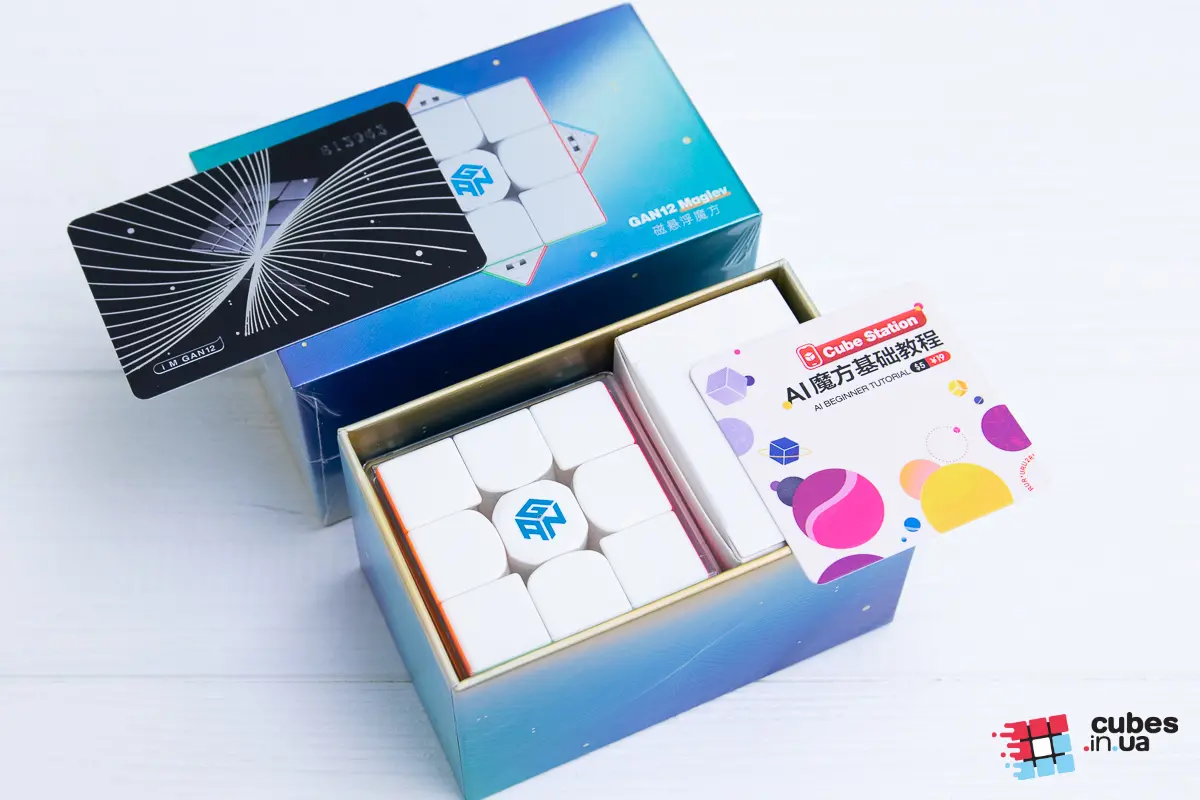 I M GAN12
GAN
GAN12 Maglev
磁悬浮魔方
GAN
Cube Station
AI魔方基础教程
AI BEGINNER TUTORIAL $5 ¥19
cubes
.in.ua